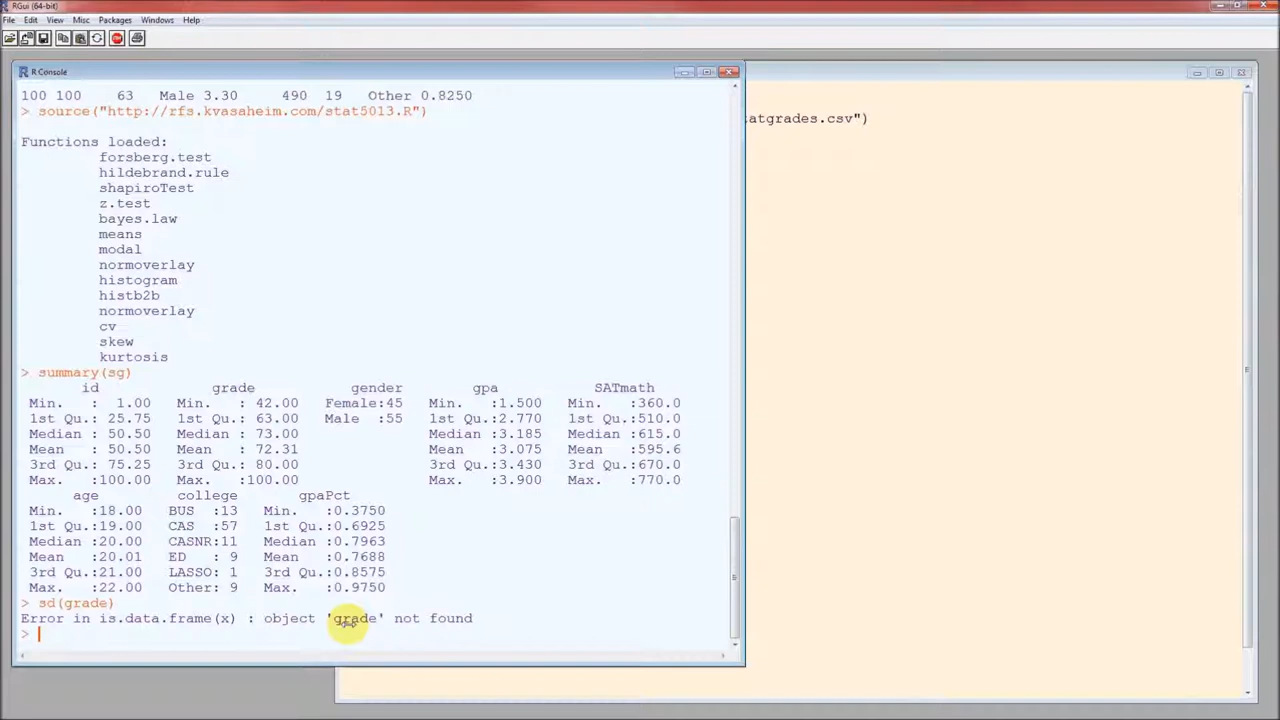 RGui (64-bit)
File Edit View Misc Packages Windows Help
STOP
R Console
100 100 63 Male 3.30 490 19 Other 0.8250
> source("http://rfs.kvasaheim.com/stat5013.R")
atgrades.csv")
Functions loaded:
forsberg.test
hildebrand.rule
shapiroTest
z.test
bayes.law
means
modal
normoverlay
histogram
histb2b
normoverlay
cv
skew
kurtosis
> summary(sg)
id grade gender gpa SATmath
Min. : 1.00 Min. : 42.00 Female:45 Min. :1.500 Min. :360.0
1st Qu.: 25.75 1st Qu.: 63.00 Male :55 1st Qu.:2.770 1st Qu.:510.0
Median : 50.50 Median : 73.00 Median :3.185 Median :615.0
Mean : 50.50 Mean : 72.31 Mean :3.075 Mean :595.6
3rd Qu.: 75.25 3rd Qu.: 80.00 3rd Qu.:3.430 3rd Qu.:670.0
Max. :100.00 Max. :100.00 Max. :3.900 Max. :770.0
age college gpaPct
Min. :18.00 BUS :13 Min. :0.3750
1st Qu.:19.00 CAS :57 1st Qu.:0.6925
Median :20.00 CASNR:11 Median :0.7963
Mean :20.01 ED : 9 Mean :0.7688
3rd Qu.:21.00 LASSO: 1 3rd Qu.:0.8575
Max. :22.00 Other: 9 Max. :0.9750
> sd(grade)
Error in is.data.frame(x) : object 'grade' not found
>